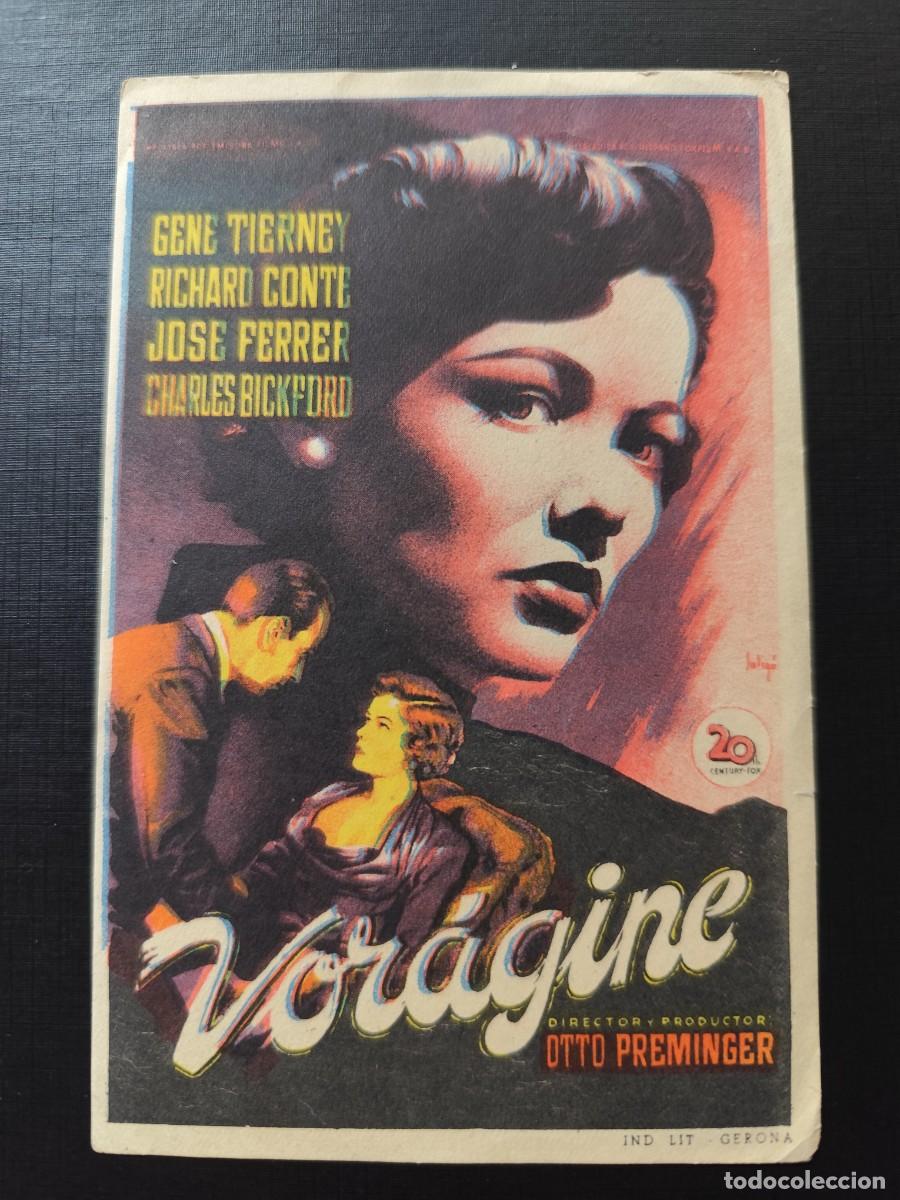 GENE TIERNEY
RICHARD CONTE
JOSE FERRER
CHARLES BICKFORD
20th
CENTURY-FOX
Vorágine
DIRECTOR Y PRODUCTOR:
OTTO PREMINGER
IND LIT - GERONA
todocoleccion